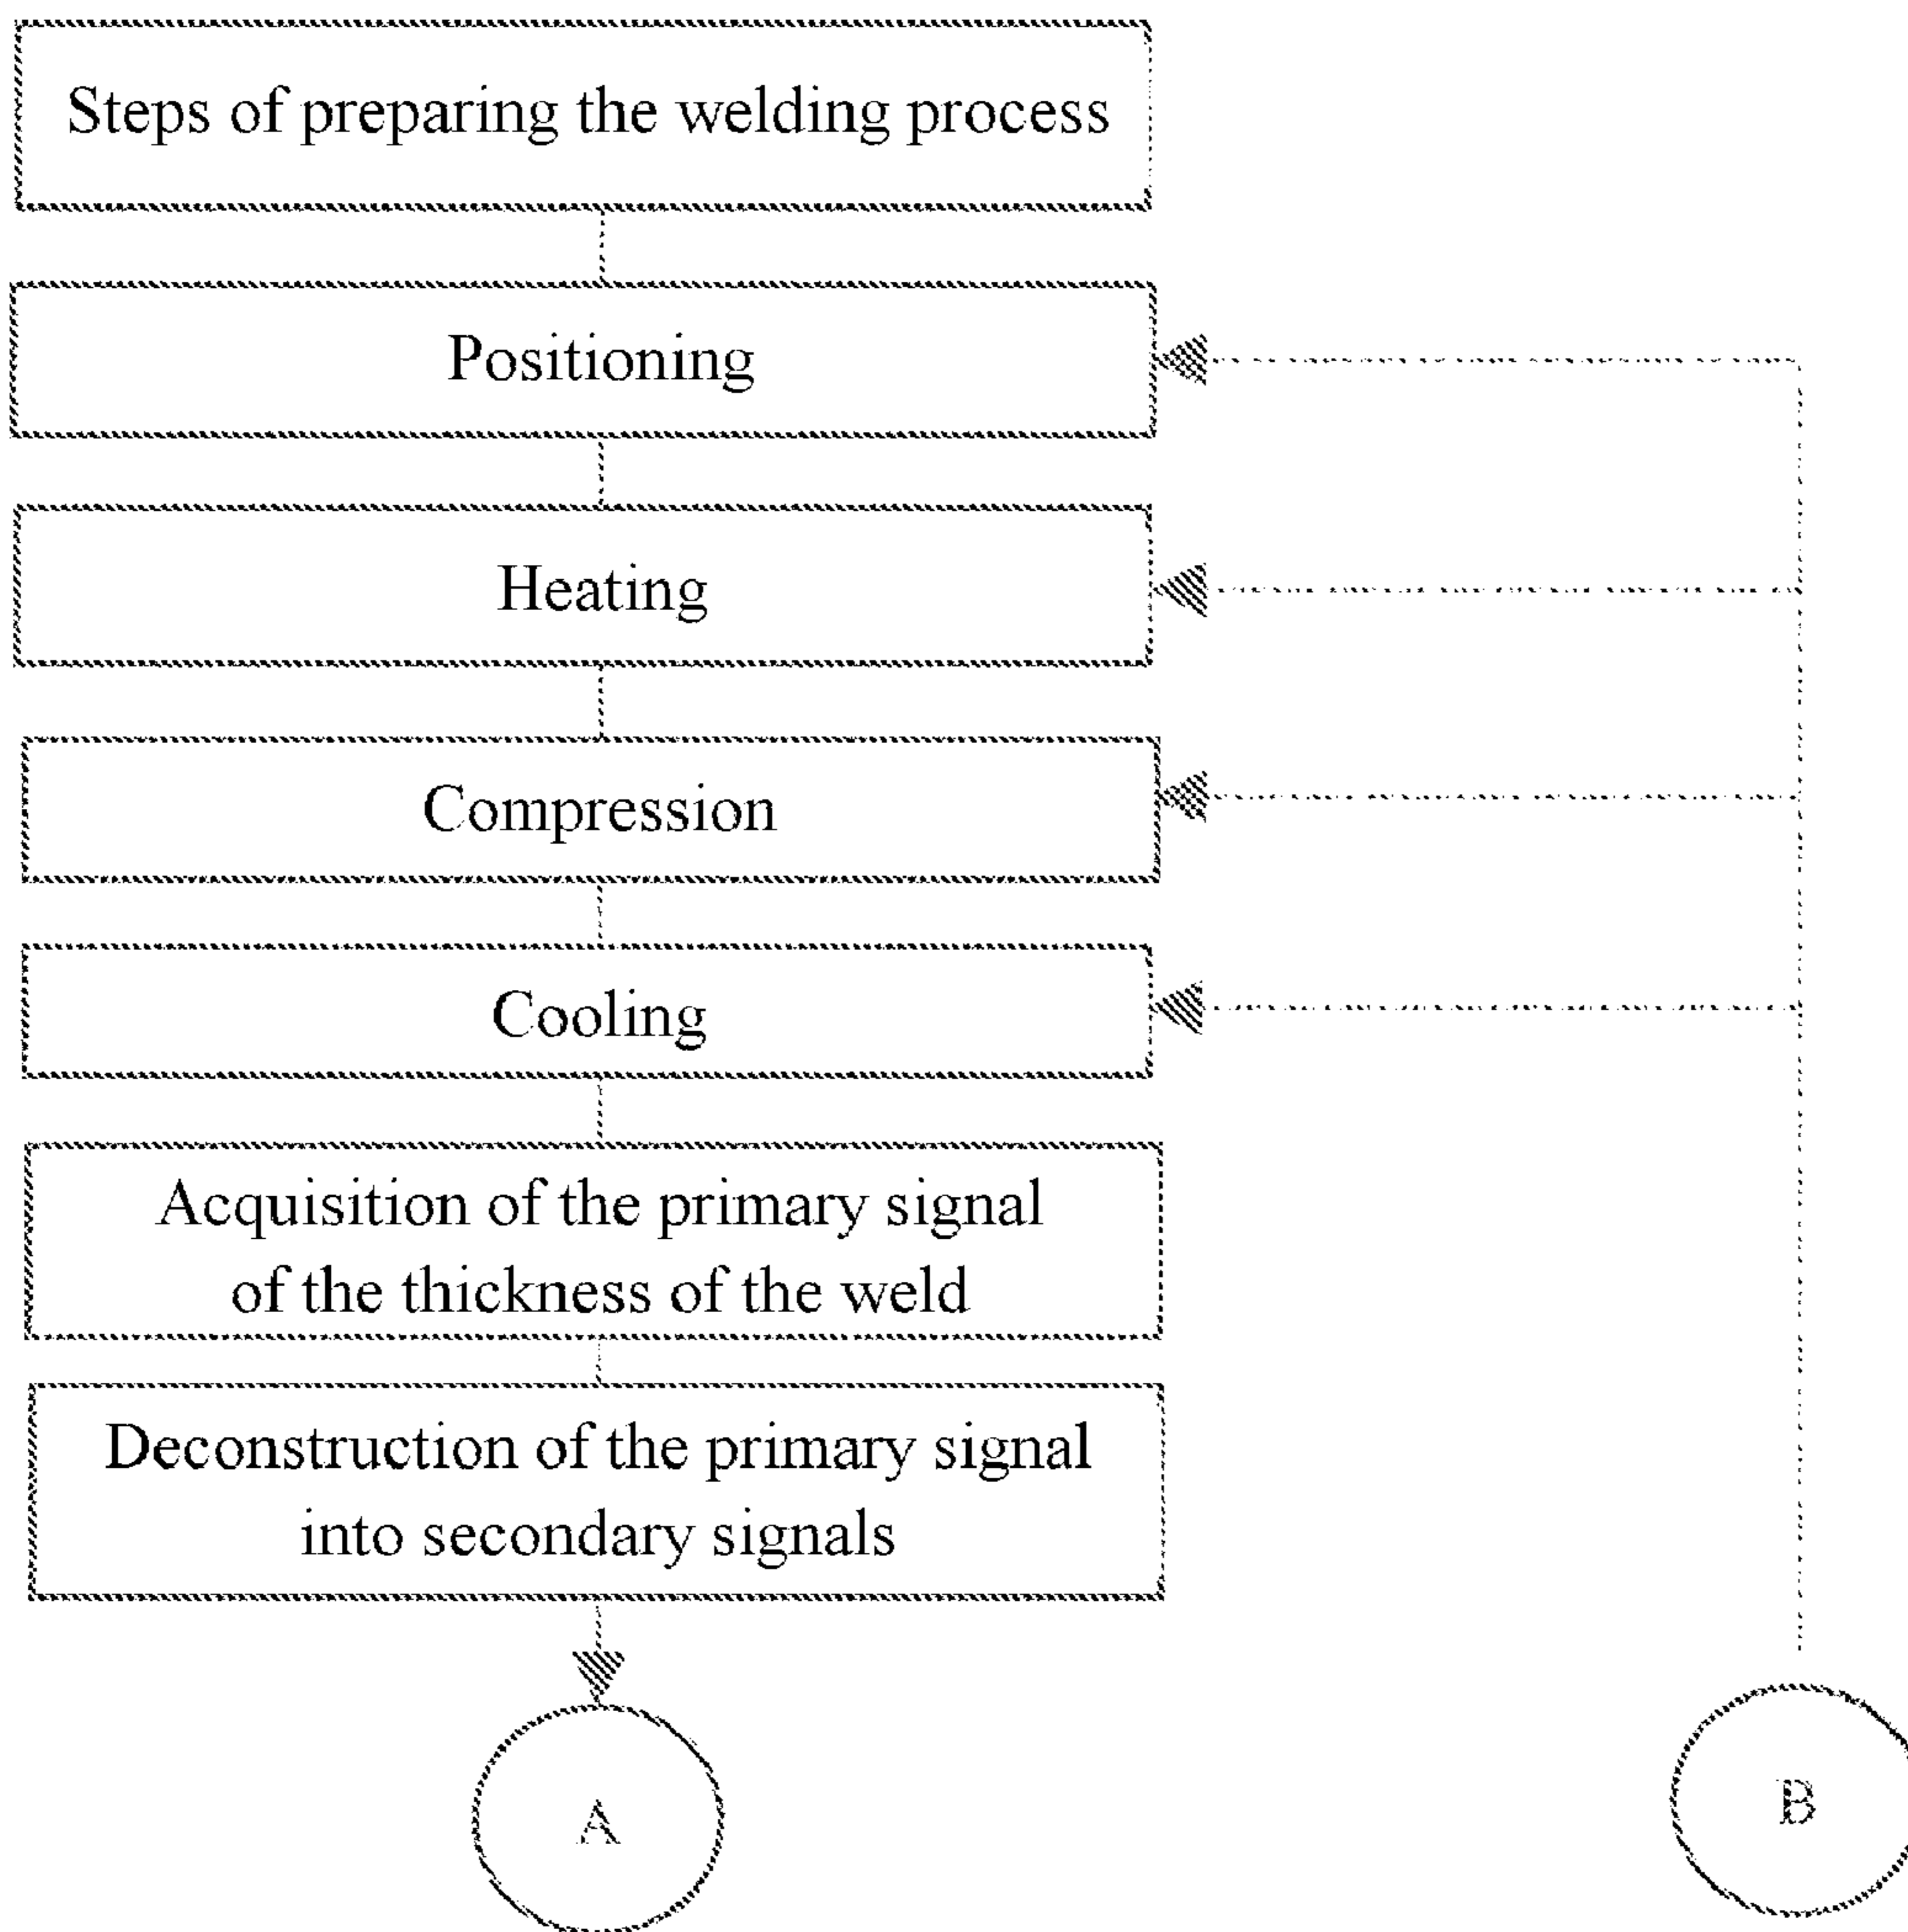 Steps of preparing the welding process
Positioning
Heating
Compression
Cooling
Acquisition of the primary signal
of the thickness of the weld
Deconstruction of the primary signal
into secondary signals
A
B